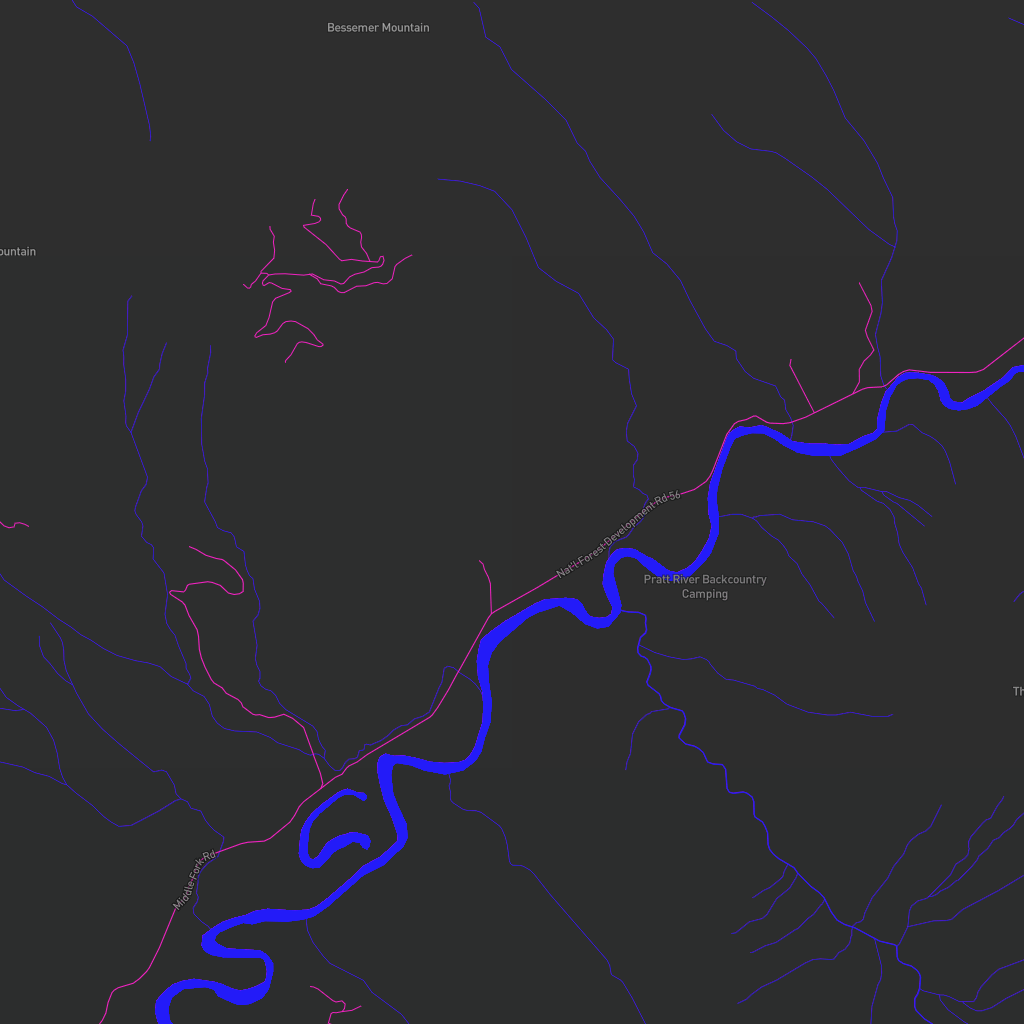 Bessemer Mountain
ountain
Nat'l Forest Development Rd 56
Pratt River Backcountry
Camping
Th
Middle Fork Rd